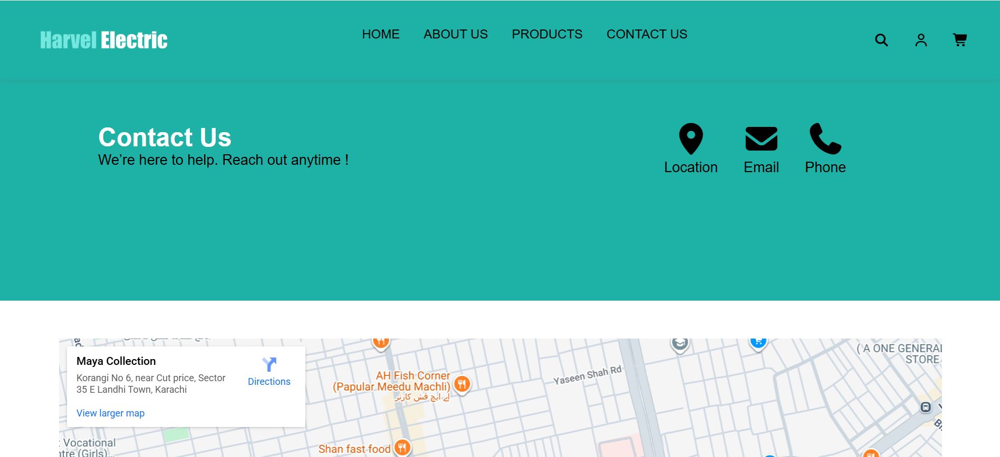 Harvel Electric
HOME ABOUT US PRODUCTS CONTACT US
Contact Us
We’re here to help. Reach out anytime !
Location Email Phone
Maya Collection
Korangi No 6, near Cut price, Sector
35 E Landhi Town, Karachi
Directions
View larger map
AH Fish Corner
(Papular Meedu Machli)
اے ایچ فش کارنر
Yaseen Shah Rd
( A ONE GENERAL
STORE
Vocational
ntre (Girls)...
Shan fast food